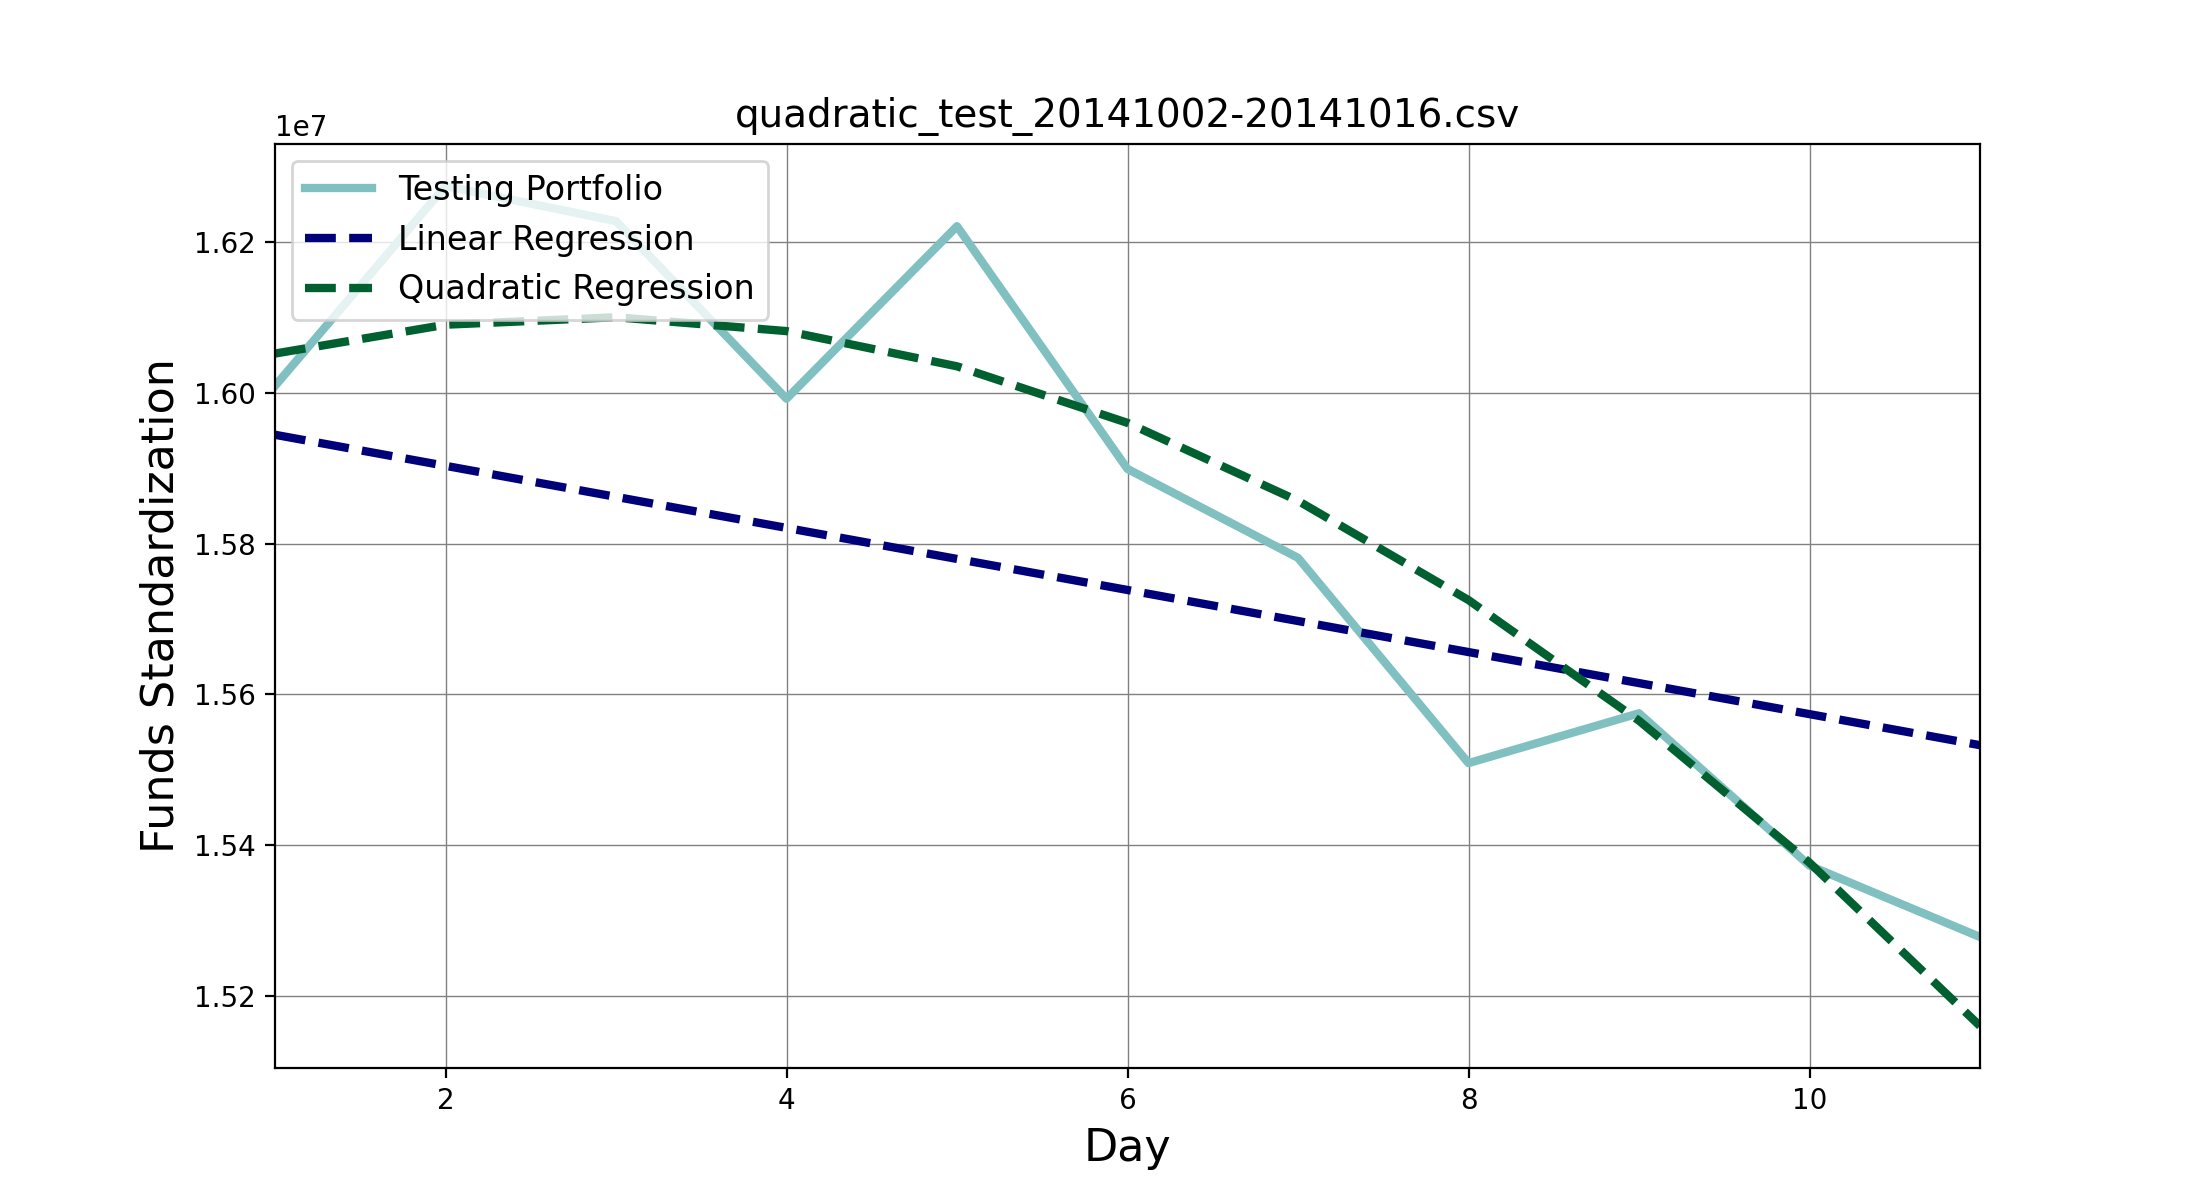 quadratic_test_20141002-20141016.csv
1e7
Testing Portfolio
Linear Regression
Quadratic Regression
1.62
1.60
1.58
1.56
1.54
1.52
Funds Standardization
2 4 6 8 10
Day